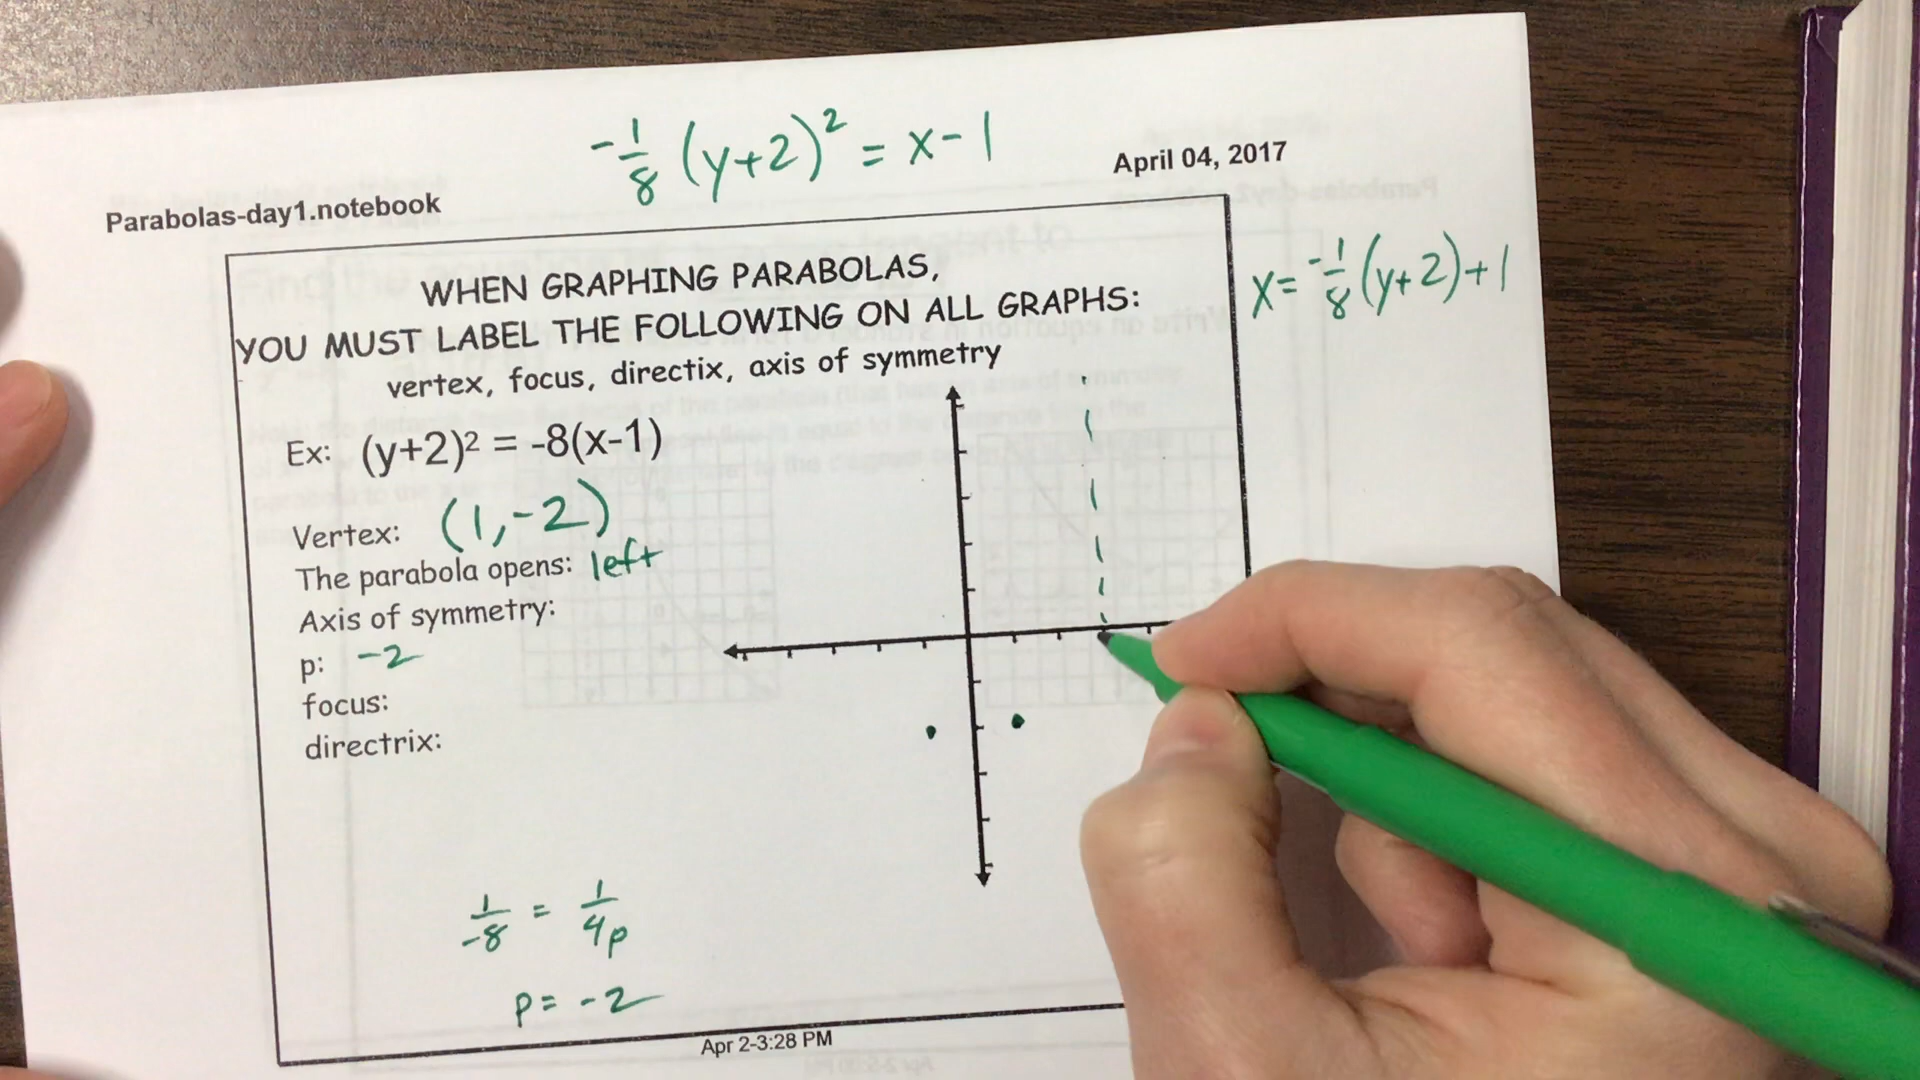 -1/8 (y+2)² = x-1
April 04, 2017
Parabolas-day1.notebook
x= -1/8 (y+2)+1
WHEN GRAPHING PARABOLAS,
YOU MUST LABEL THE FOLLOWING ON ALL GRAPHS:
vertex, focus, directix, axis of symmetry
Ex: (y+2)² = -8(x-1)
Vertex: (1,-2)
The parabola opens: left
Axis of symmetry:
p: -2
focus:
directrix:
1/-8 = 1/4p
p= -2
Apr 2-3:28 PM